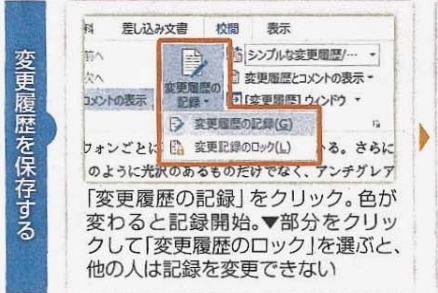 変更履歴を保存する
料 差し込み文書 校閲 表示
前へ
次へ
コメントの表示
変更履歴の
記録
シンプルな変更履歴/…
変更履歴とコメントの表示
[変更履歴] ウィンドウ
変更履歴の記録(G)
変更記録のロック(L)
フォンごとに
る。さらに
のように光沢のあるものだけでなく、アンチグレア
「変更履歴の記録」をクリック。色が
変わると記録開始。▼部分をクリッ
クして「変更履歴のロック」を選ぶと、
他の人は記録を変更できない